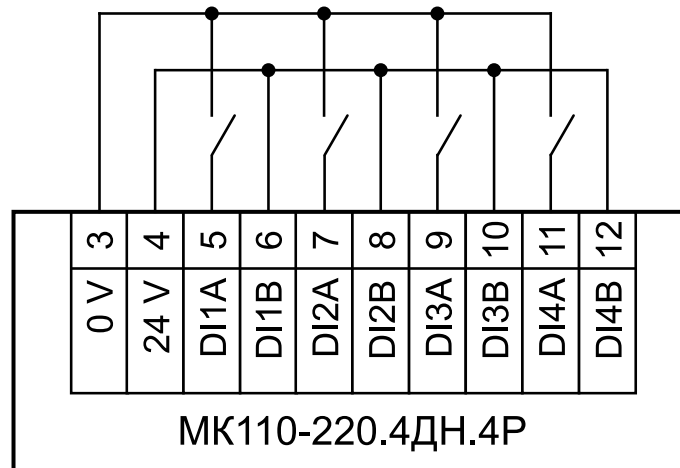 3 4 5 6 7 8 9 10 11 12
0 V 24 V DI1A DI1B DI2A DI2B DI3A DI3B DI4A DI4B
МК110-220.4ДН.4Р